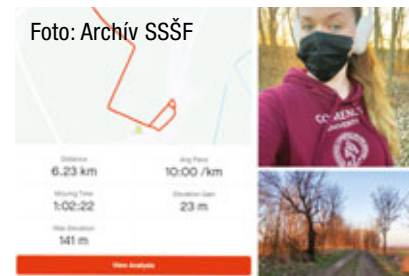 Foto: Archív SSŠF
Distance
Avg Pace
6.23 km
10:00 /km
Moving Time
Elevation Gain
1:02:22
23 m
Max Elevation
141 m
View Analysis
UNIVERSITY